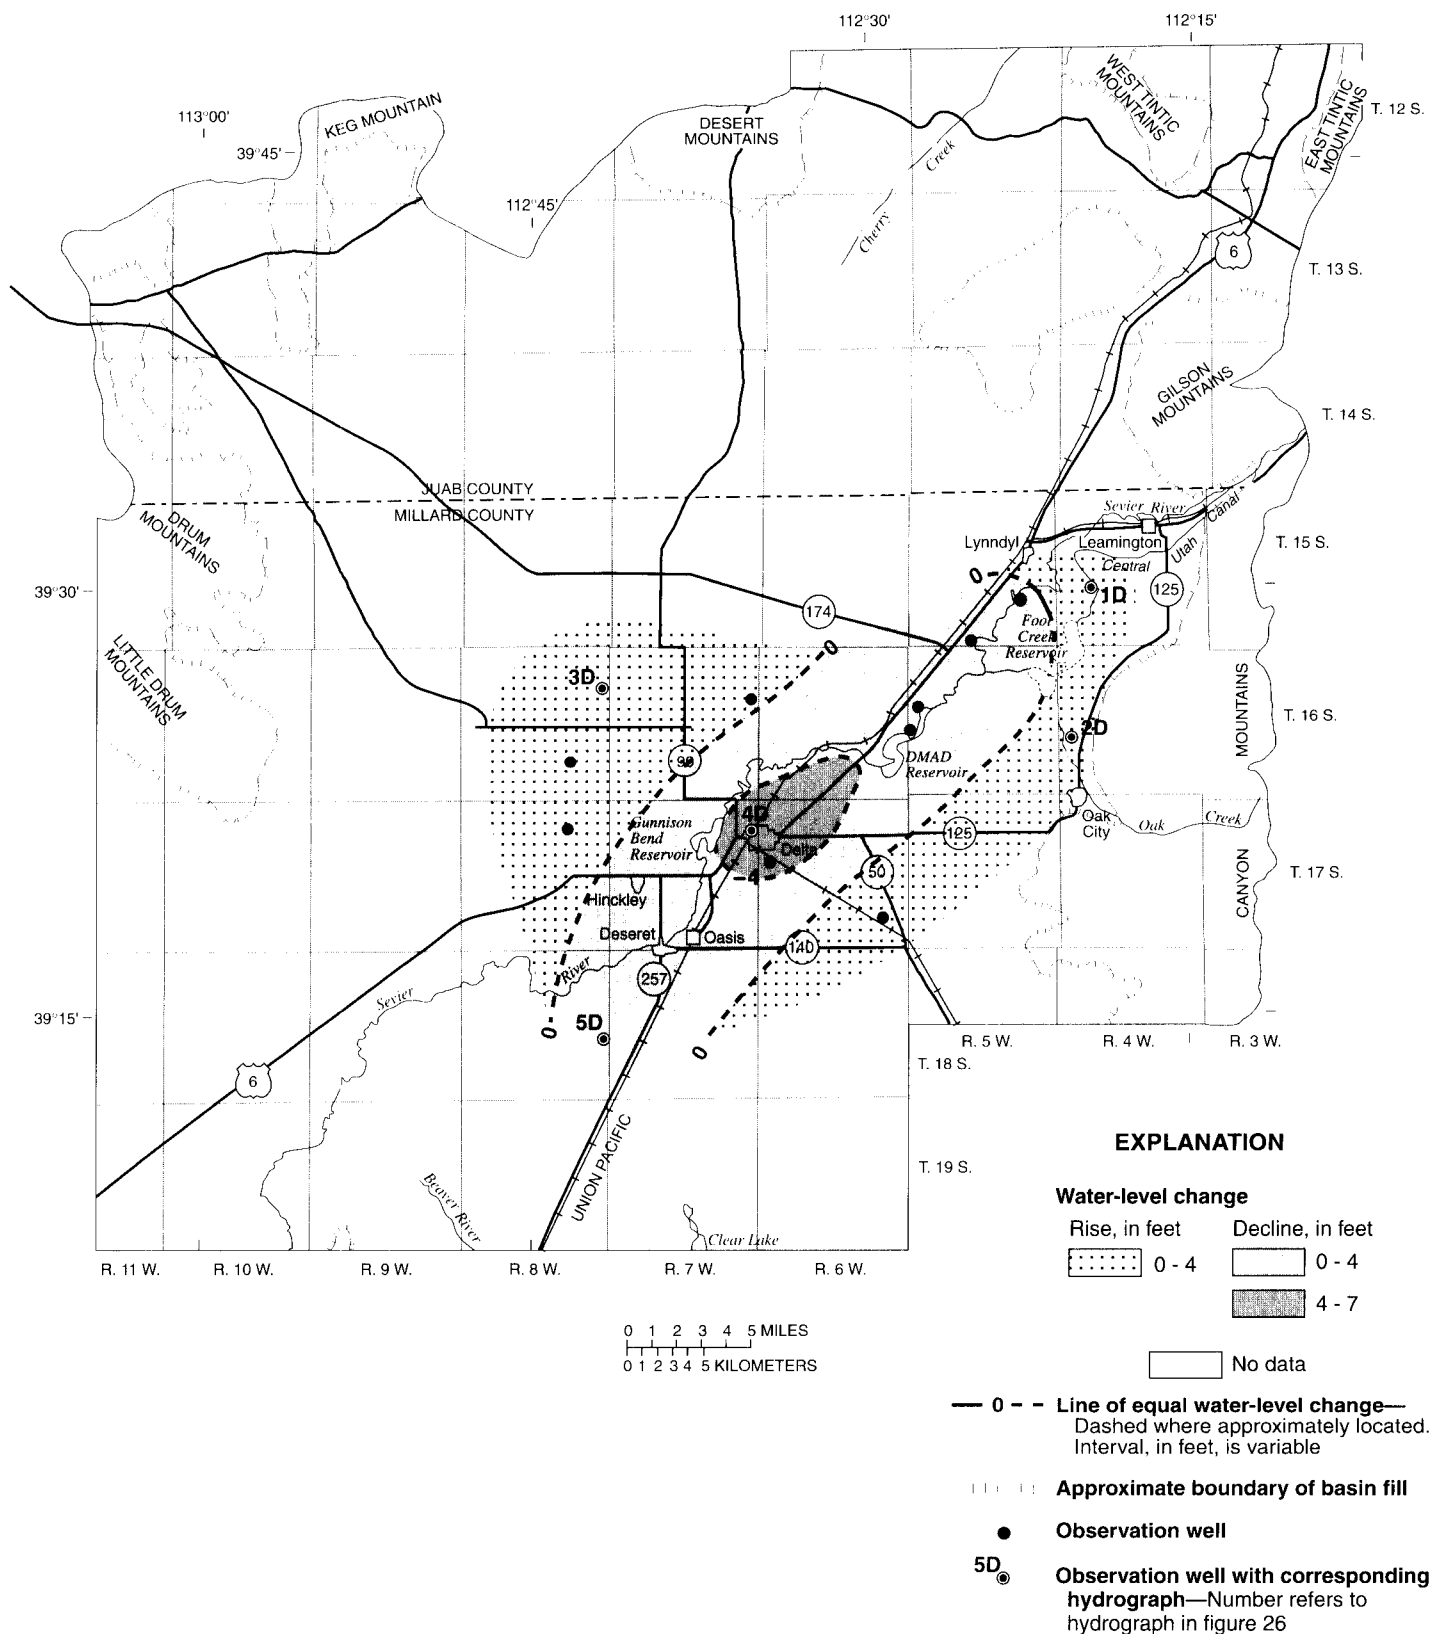 112°30'
112°15'
113°00'
KEG MOUNTAIN
39°45'
DESERT
MOUNTAINS
WEST TINTIC
MOUNTAINS
EAST TINTIC
MOUNTAINS
T. 12 S.
Cherry
Creek
112°45'
6
T. 13 S.
GILSON
MOUNTAINS
T. 14 S.
JUAB COUNTY
MILLARD COUNTY
DRUM
MOUNTAINS
Sevier River
Canal
Lynndyl
Leamington
Central
Utah
T. 15 S.
39°30'
0
1D
125
174
Fool
Creek
Reservoir
LITTLE DRUM
MOUNTAINS
0
3D
MOUNTAINS
T. 16 S.
2D
DMAD
Reservoir
4D
Gunnison
Bend
Reservoir
125
Oak
City
Oak
Creek
Delta
-4
50
T. 17 S.
CANYON
Hinckley
Deseret
Oasis
140
River
257
Sevier
39°15'
0
5D
0
R. 5 W.
R. 4 W.
R. 3 W.
T. 18 S.
6
UNION PACIFIC
T. 19 S.
Beaver River
Clear Lake
R. 11 W.
R. 10 W.
R. 9 W.
R. 8 W.
R. 7 W.
R. 6 W.
0 1 2 3 4 5 MILES
0 1 2 3 4 5 KILOMETERS
EXPLANATION
Water-level change
Rise, in feet
Decline, in feet
0 - 4
0 - 4
4 - 7
No data
0
Line of equal water-level change—
Dashed where approximately located.
Interval, in feet, is variable
Approximate boundary of basin fill
Observation well
5D
Observation well with corresponding
hydrograph—Number refers to
hydrograph in figure 26